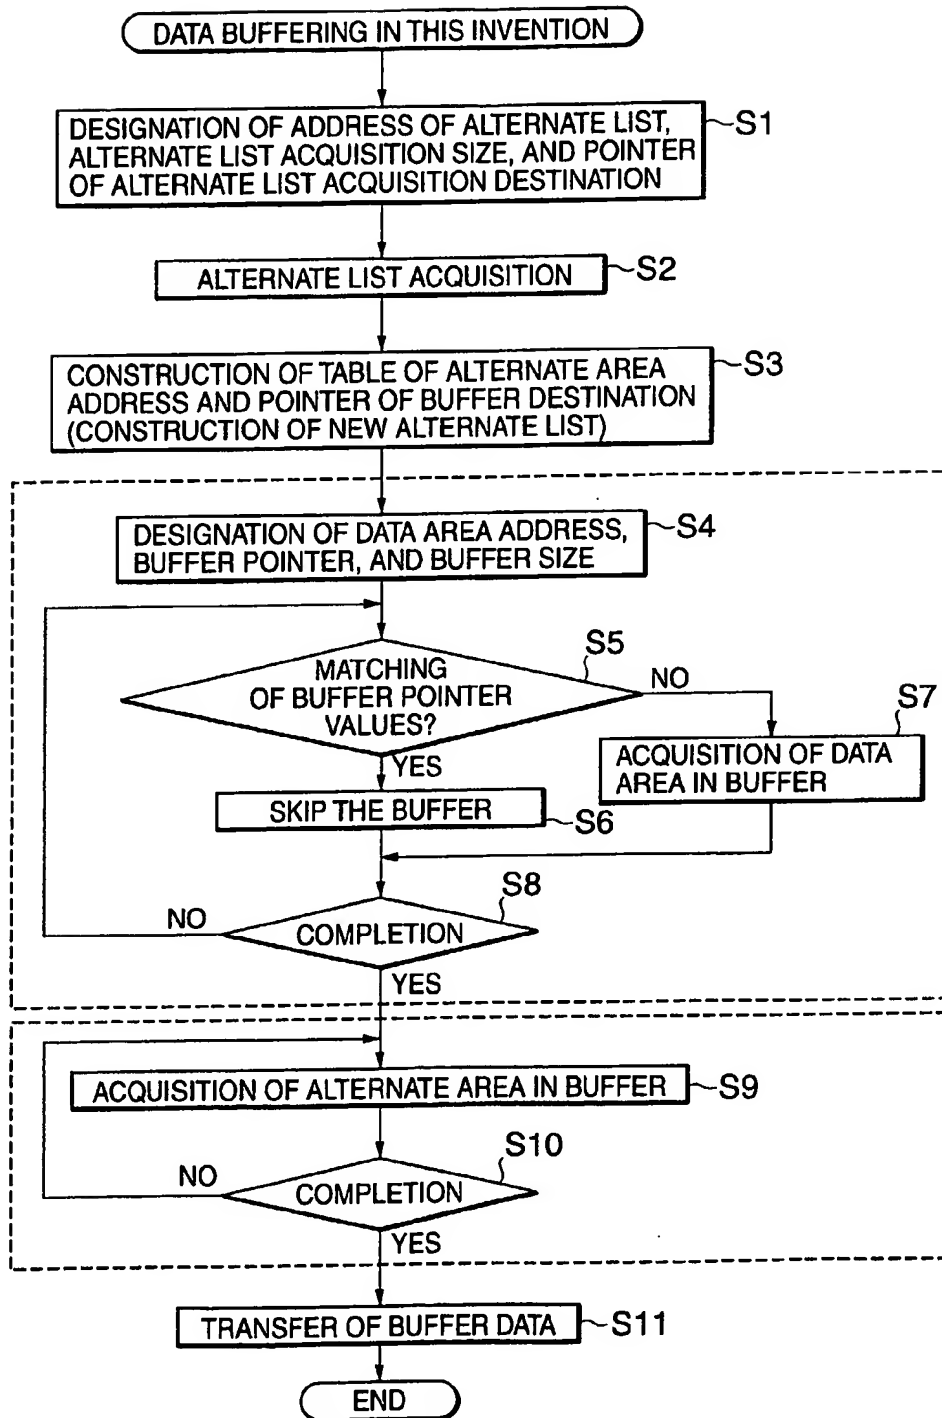 DATA BUFFERING IN THIS INVENTION
DESIGNATION OF ADDRESS OF ALTERNATE LIST,
ALTERNATE LIST ACQUISITION SIZE, AND POINTER
OF ALTERNATE LIST ACQUISITION DESTINATION
S1
ALTERNATE LIST ACQUISITION
S2
CONSTRUCTION OF TABLE OF ALTERNATE AREA
ADDRESS AND POINTER OF BUFFER DESTINATION
(CONSTRUCTION OF NEW ALTERNATE LIST)
S3
DESIGNATION OF DATA AREA ADDRESS,
BUFFER POINTER, AND BUFFER SIZE
S4
MATCHING
OF BUFFER POINTER
VALUES?
S5
NO
YES
S7
ACQUISITION OF DATA
AREA IN BUFFER
SKIP THE BUFFER
S6
S8
NO
COMPLETION
YES
ACQUISITION OF ALTERNATE AREA IN BUFFER
S9
S10
NO
COMPLETION
YES
TRANSFER OF BUFFER DATA
S11
END